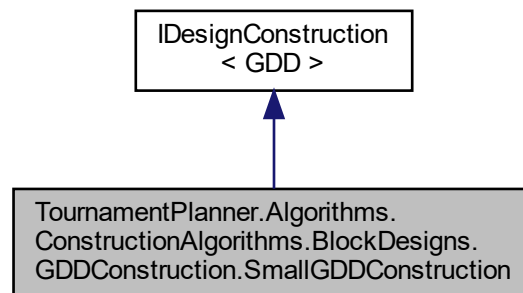 IDesignConstruction
< GDD >
TournamentPlanner.Algorithms.
ConstructionAlgorithms.BlockDesigns.
GDDConstruction.SmallGDDConstruction